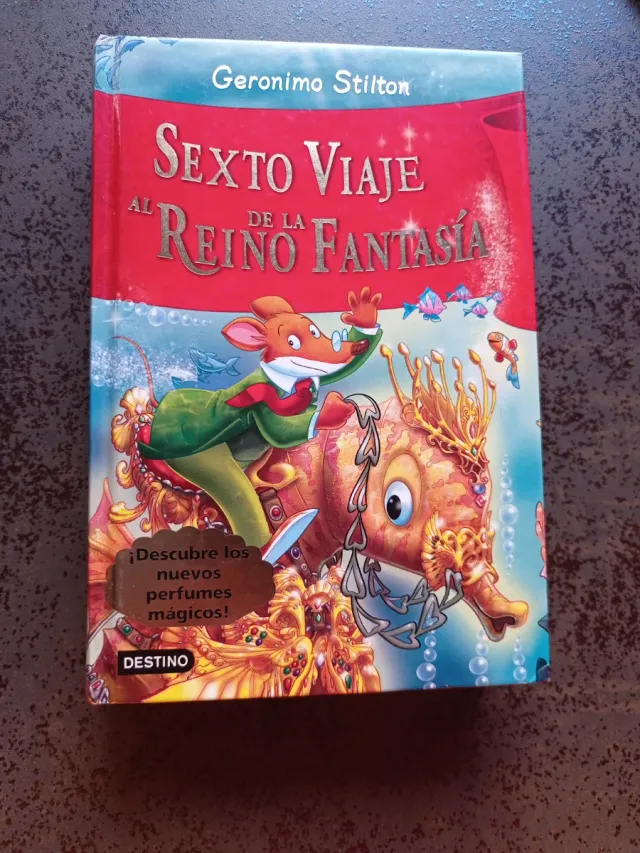 Geronimo Stilton
SEXTO VIAJE
AL REINO DE LA FANTASÍA
¡Descubre los
nuevos
perfumes
mágicos!
DESTINO